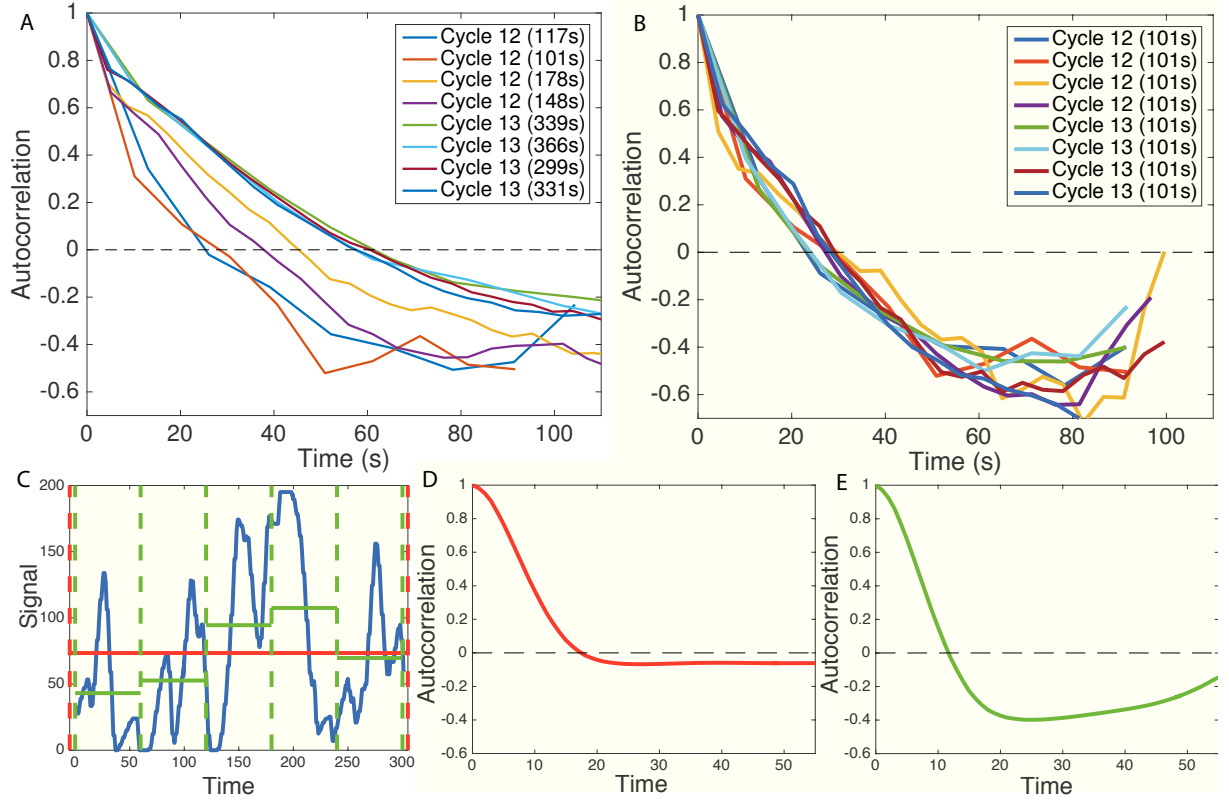 A
1
0.8
0.6
0.4
0.2
0
-0.2
-0.4
-0.6
Autocorrelation
0
20
40
60
80
100
Time (s)
Cycle 12 (117s)
Cycle 12 (101s)
Cycle 12 (178s)
Cycle 12 (148s)
Cycle 13 (339s)
Cycle 13 (366s)
Cycle 13 (299s)
Cycle 13 (331s)
B
1
0.8
0.6
0.4
0.2
0
-0.2
-0.4
-0.6
Autocorrelation
0
20
40
60
80
100
Time (s)
Cycle 12 (101s)
Cycle 12 (101s)
Cycle 12 (101s)
Cycle 12 (101s)
Cycle 13 (101s)
Cycle 13 (101s)
Cycle 13 (101s)
Cycle 13 (101s)
C
200
150
100
50
0
Signal
0
50
100
150
200
250
300
Time
D
1
0.8
0.6
0.4
0.2
0
-0.2
-0.4
-0.6
Autocorrelation
0
10
20
30
40
50
Time
E
1
0.8
0.6
0.4
0.2
0
-0.2
-0.4
-0.6
Autocorrelation
0
10
20
30
40
50
Time